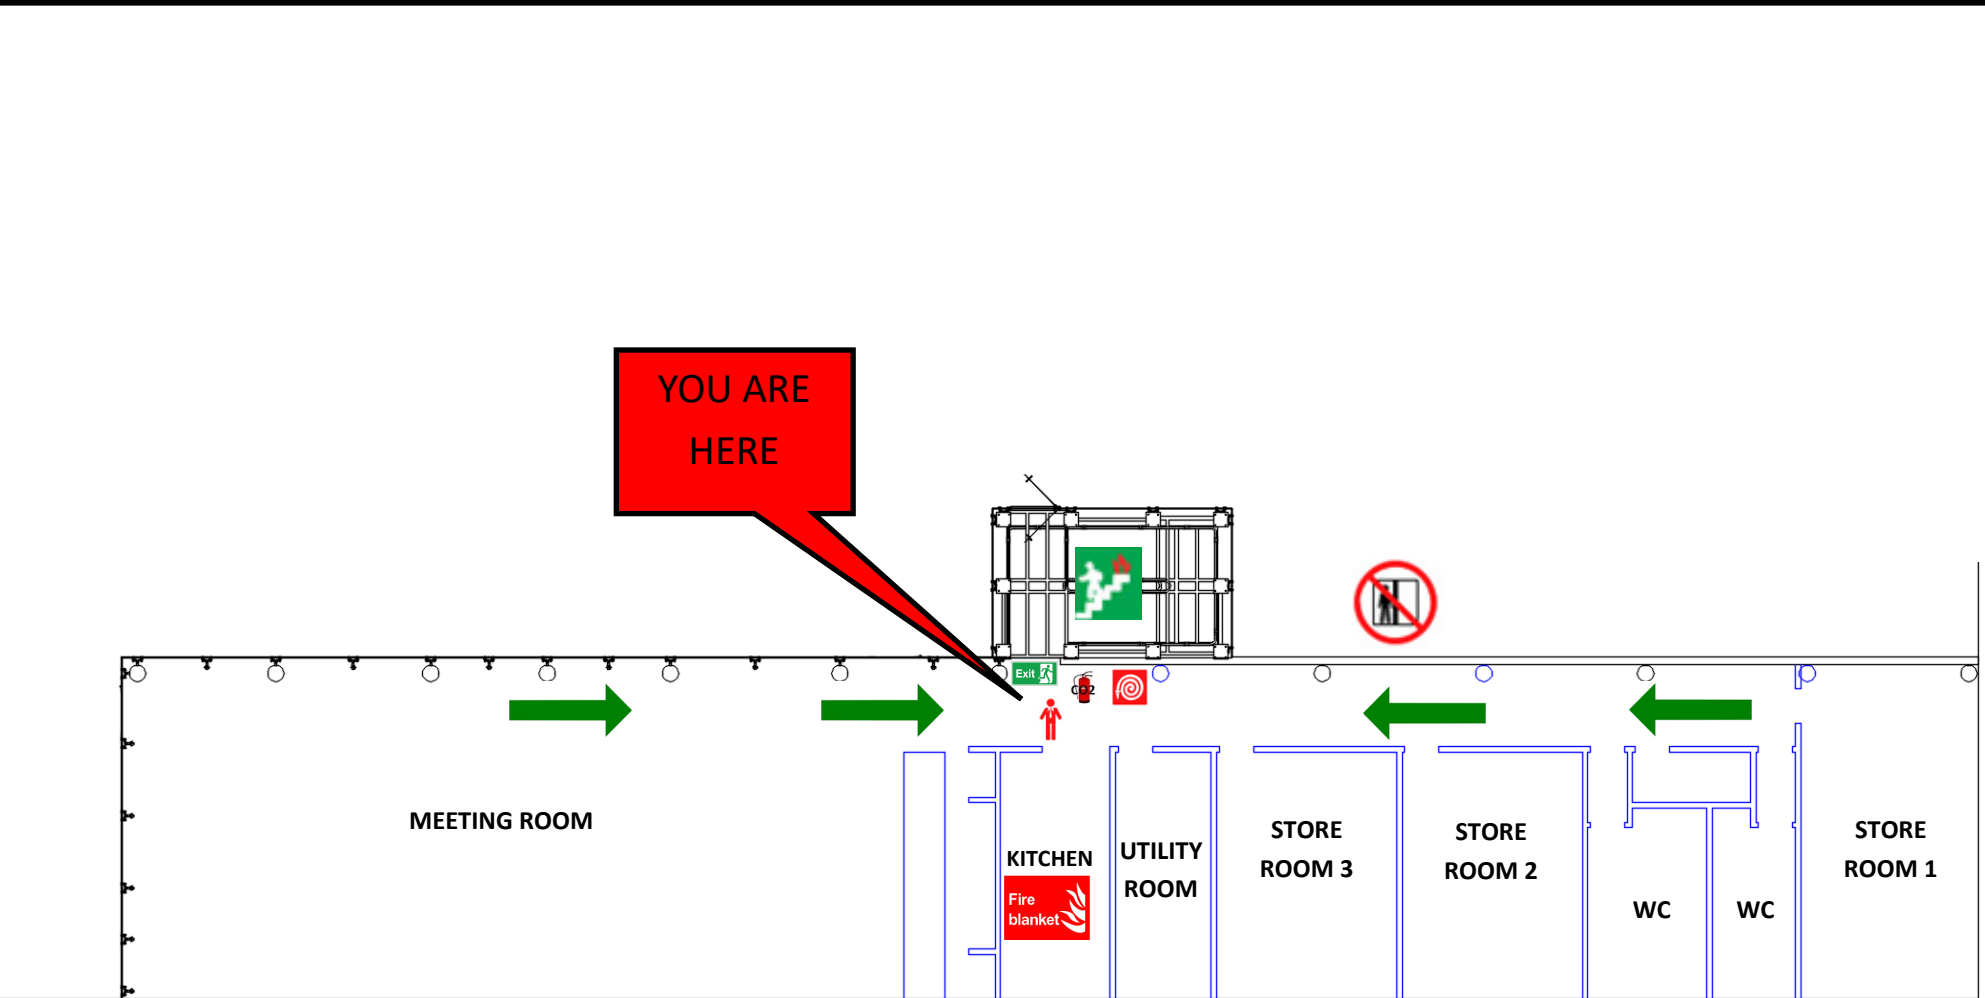 YOU ARE
HERE
Exit
CO2
MEETING ROOM
KITCHEN
Fire
blanket
UTILITY
ROOM
STORE
ROOM 3
STORE
ROOM 2
WC
WC
STORE
ROOM 1